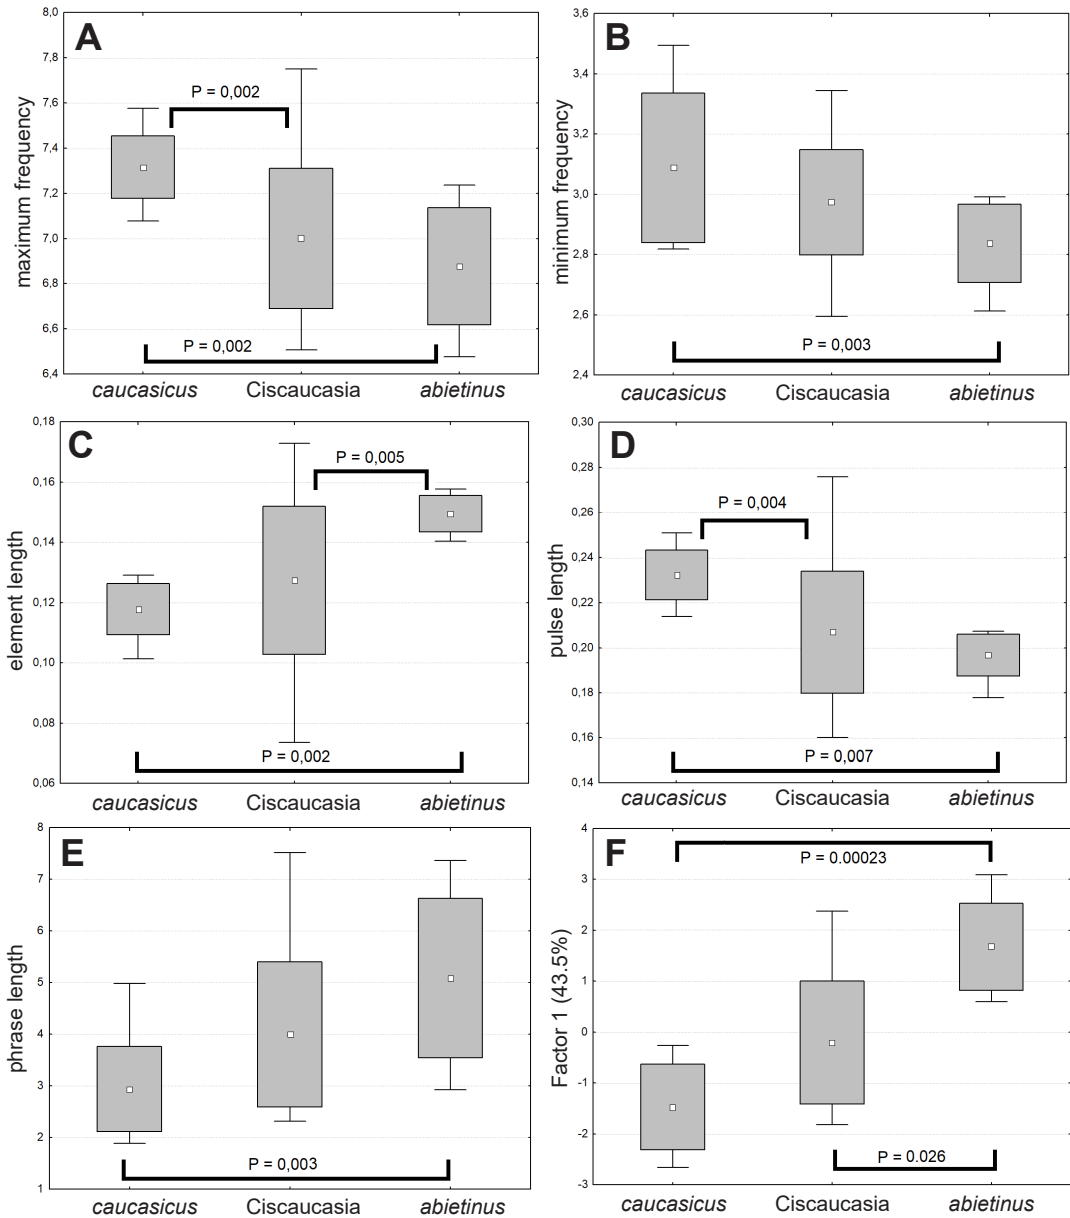 A
maximum frequency
8,0
7,8
7,6
7,4
7,2
7,0
6,8
6,6
6,4
P = 0,002
P = 0,002
caucasicus Ciscaucasia abietinus
B
minimum frequency
3,6
3,4
3,2
3,0
2,8
2,6
2,4
P = 0,003
caucasicus Ciscaucasia abietinus
C
element length
0,18
0,16
0,14
0,12
0,10
0,08
0,06
P = 0,005
P = 0,002
caucasicus Ciscaucasia abietinus
D
pulse length
0,30
0,28
0,26
0,24
0,22
0,20
0,18
0,16
0,14
P = 0,004
P = 0,007
caucasicus Ciscaucasia abietinus
E
phrase length
8
7
6
5
4
3
2
1
P = 0,003
caucasicus Ciscaucasia abietinus
F
Factor 1 (43.5%)
4
3
2
1
0
-1
-2
-3
P = 0.00023
P = 0.026
caucasicus Ciscaucasia abietinus